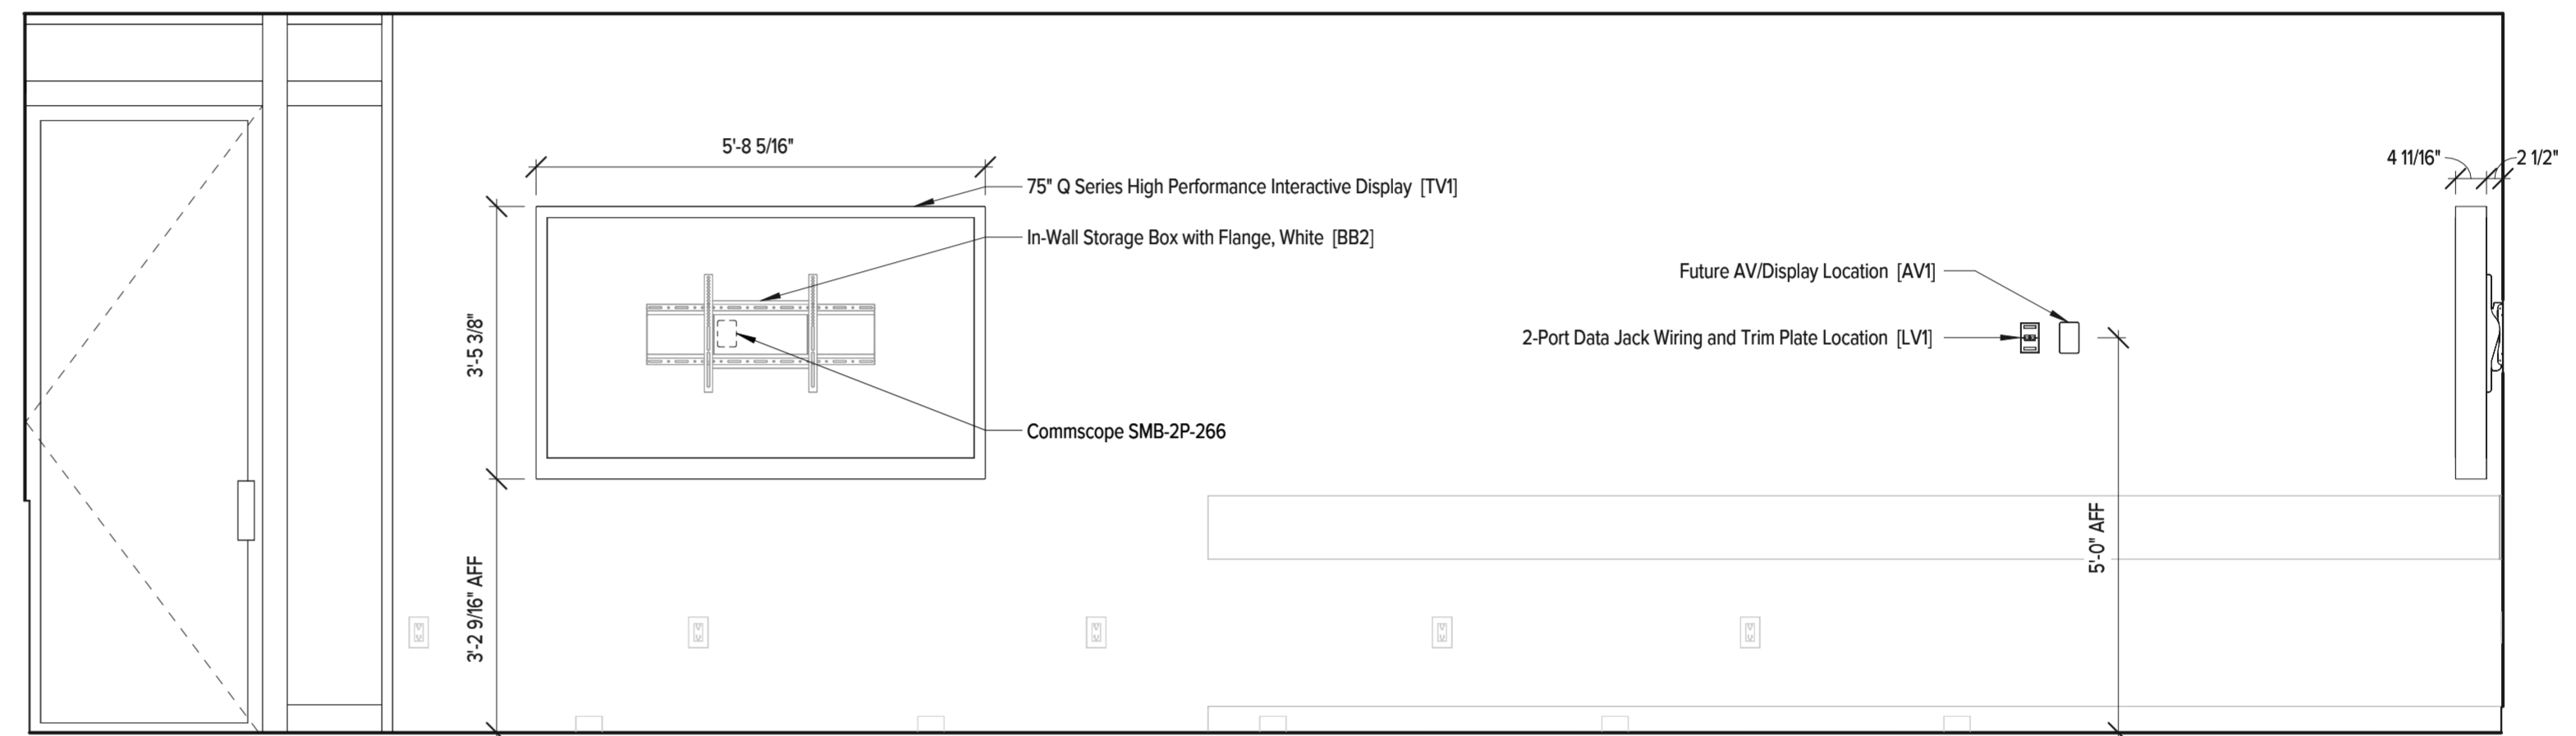 5'-8 5/16"
4 11/16"
2 1/2"
75" Q Series High Performance Interactive Display [TV1]
In-Wall Storage Box with Flange, White [BB2]
Future AV/Display Location [AV1]
3'-5 3/8"
2-Port Data Jack Wiring and Trim Plate Location [LV1]
Commscope SMB-2P-266
5'-0" AFF
3'-2 9/16" AFF